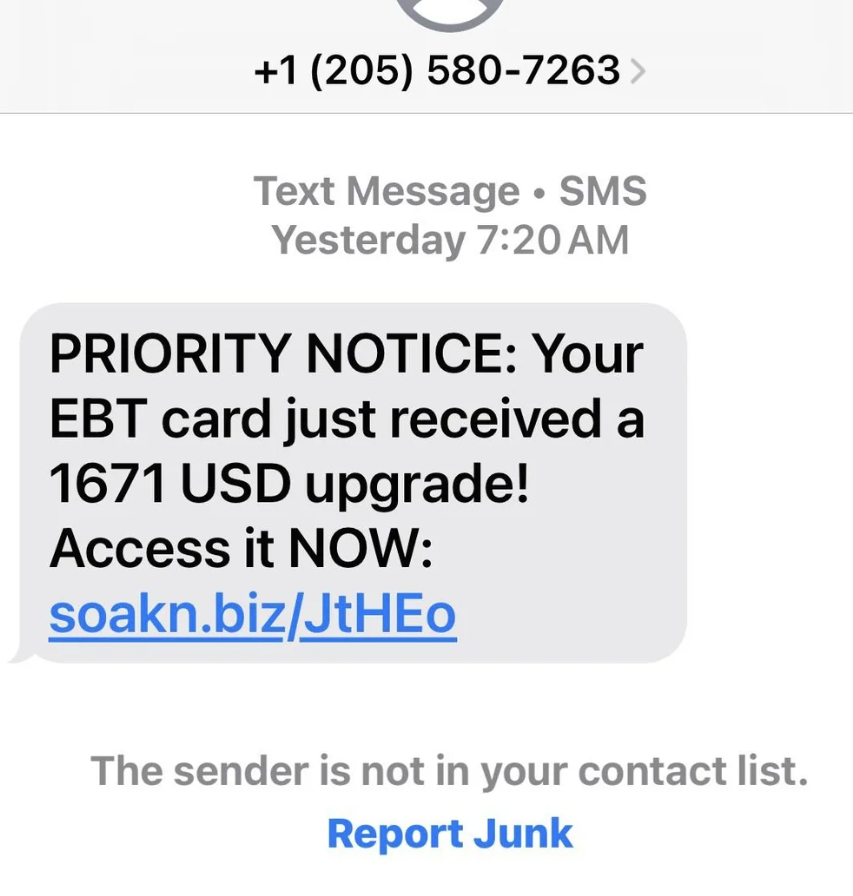 +1 (205) 580-7263 >
Text Message • SMS
Yesterday 7:20 AM
PRIORITY NOTICE: Your
EBT card just received a
1671 USD upgrade!
Access it NOW:
soakn.biz/JtHEo
The sender is not in your contact list.
Report Junk